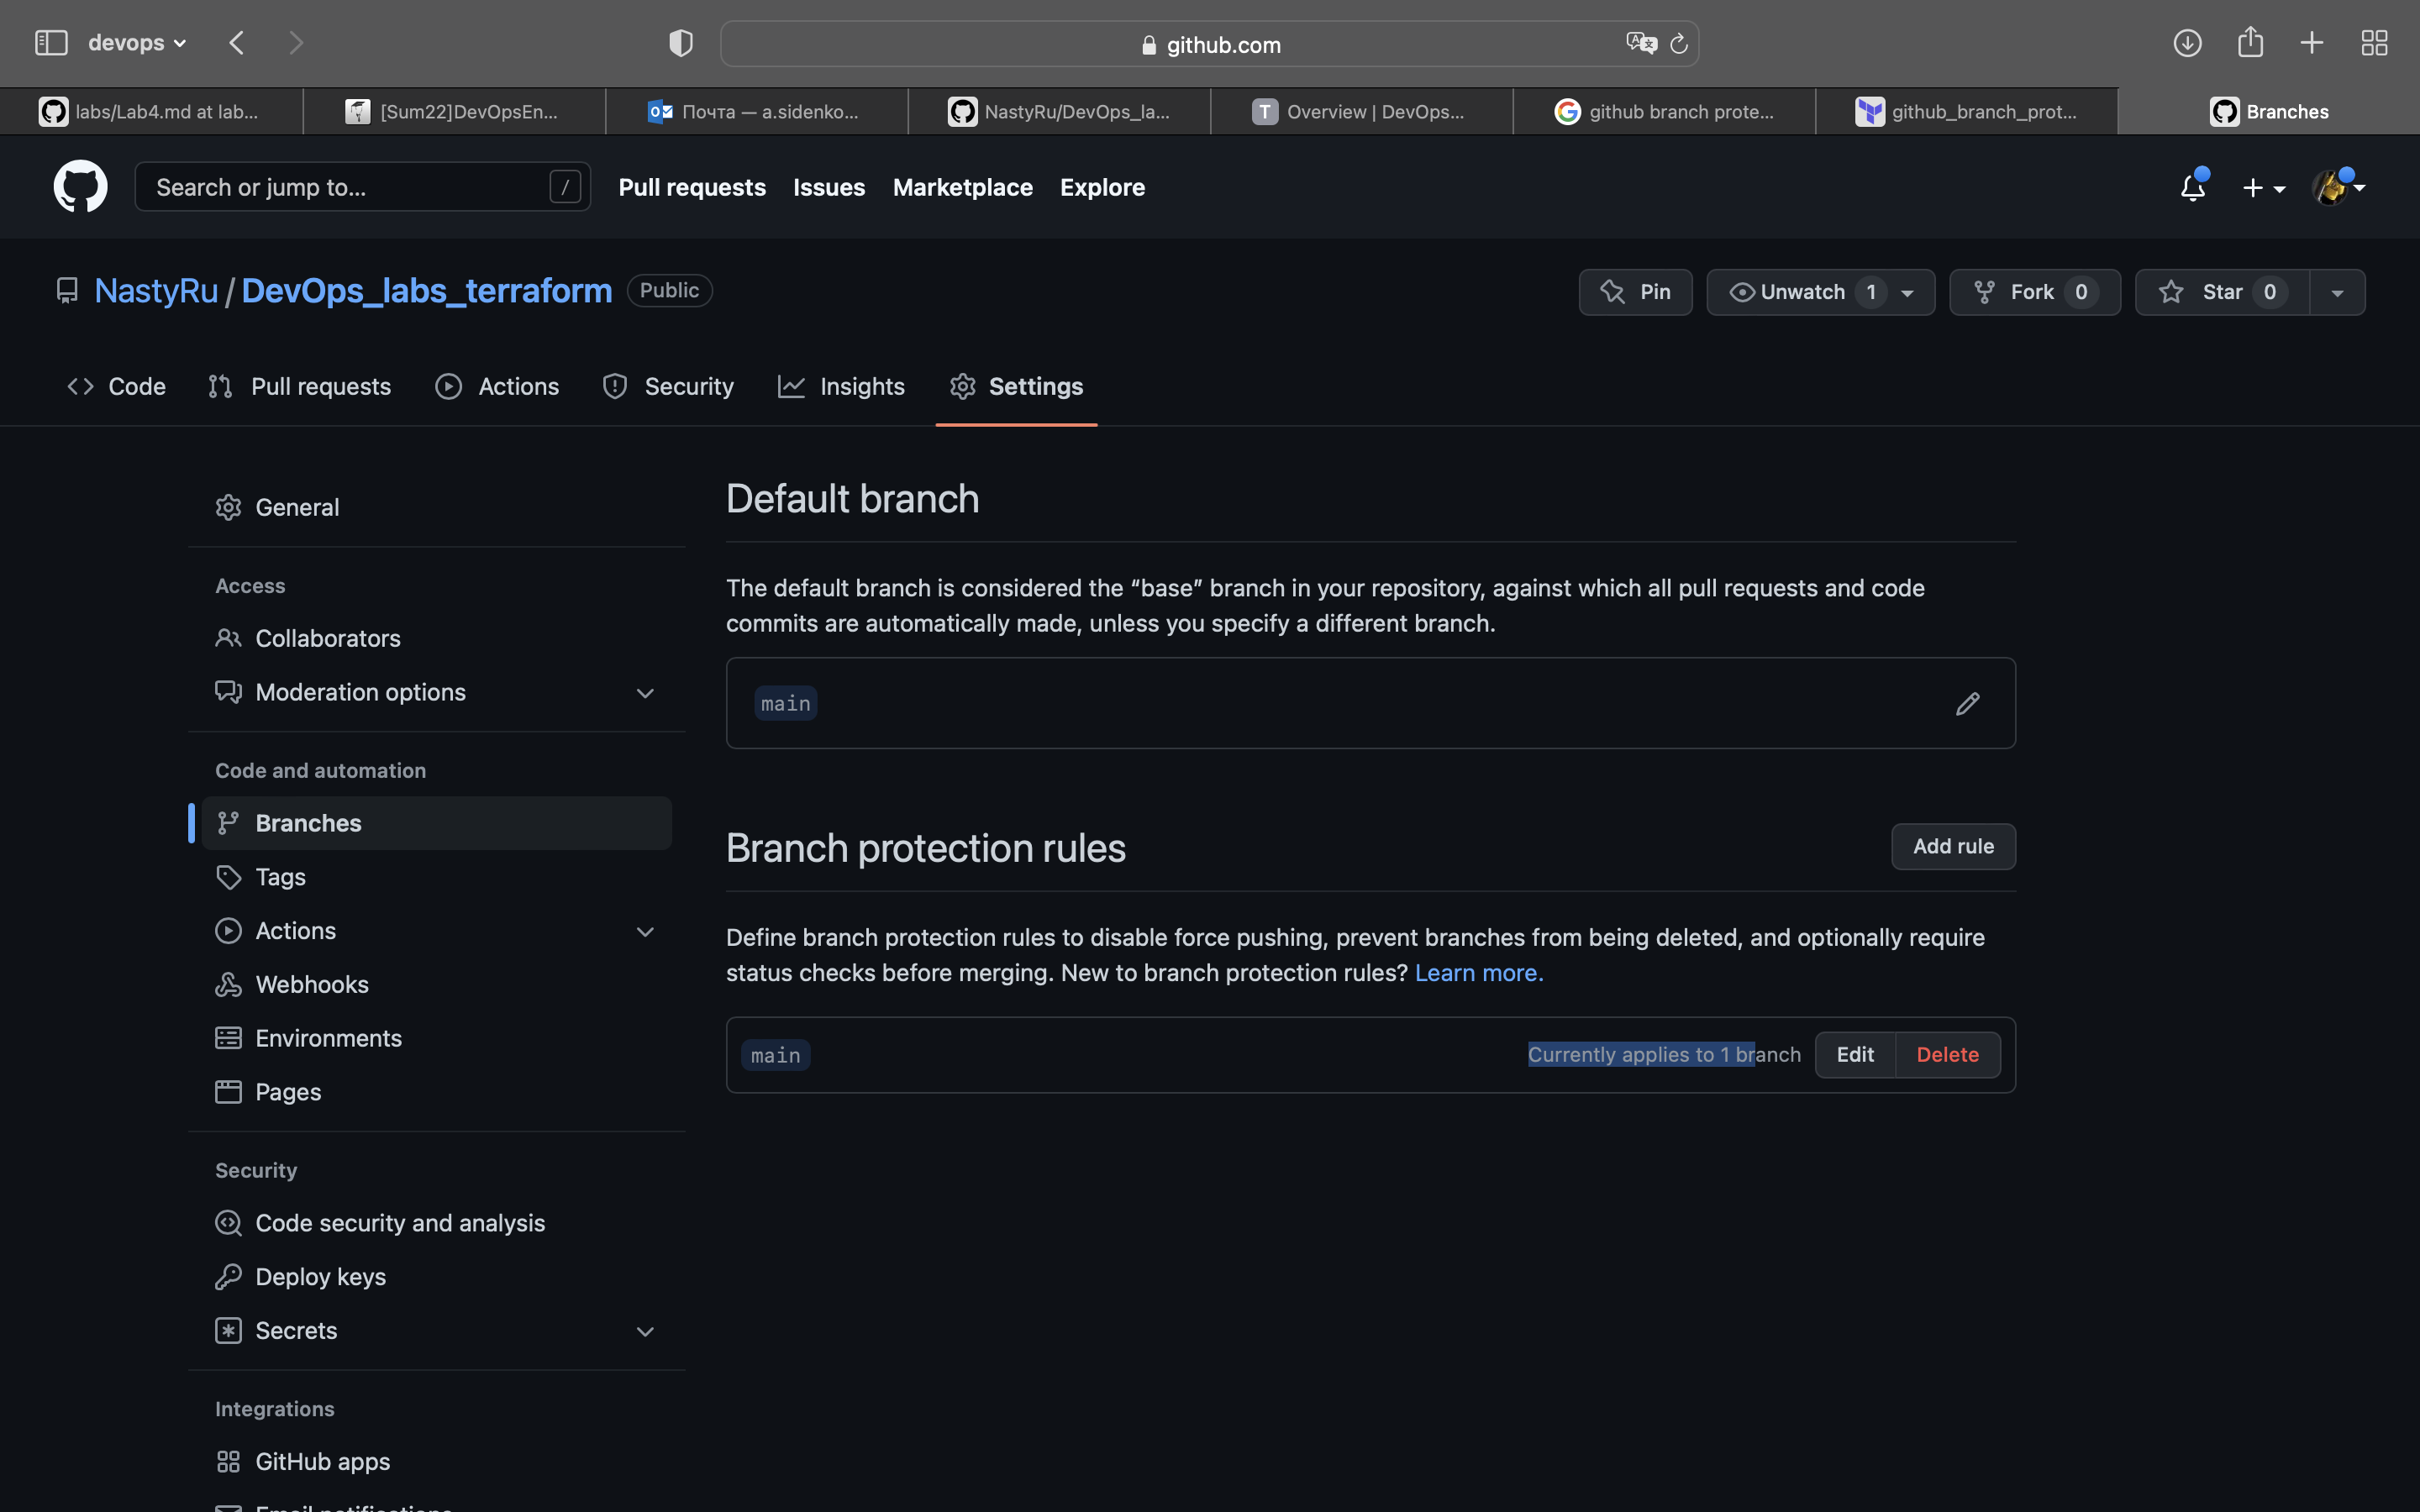 devops
github.com
labs/Lab4.md at lab...
[Sum22]DevOpsEn...
Почта — a.sidenko...
NastyRu/DevOps_la...
T Overview | DevOps...
github branch prote...
github_branch_prot...
Branches
Search or jump to... /
Pull requests Issues Marketplace Explore
NastyRu / DevOps_labs_terraform Public
Pin Unwatch 1 Fork 0 Star 0
Code Pull requests Actions Security Insights Settings
General
Access
Collaborators
Moderation options
Code and automation
Branches
Tags
Actions
Webhooks
Environments
Pages
Security
Code security and analysis
Deploy keys
Secrets
Integrations
GitHub apps
Email notifications
Default branch
The default branch is considered the “base” branch in your repository, against which all pull requests and code
commits are automatically made, unless you specify a different branch.
main
Branch protection rules Add rule
Define branch protection rules to disable force pushing, prevent branches from being deleted, and optionally require
status checks before merging. New to branch protection rules? Learn more.
main Currently applies to 1 branch Edit Delete